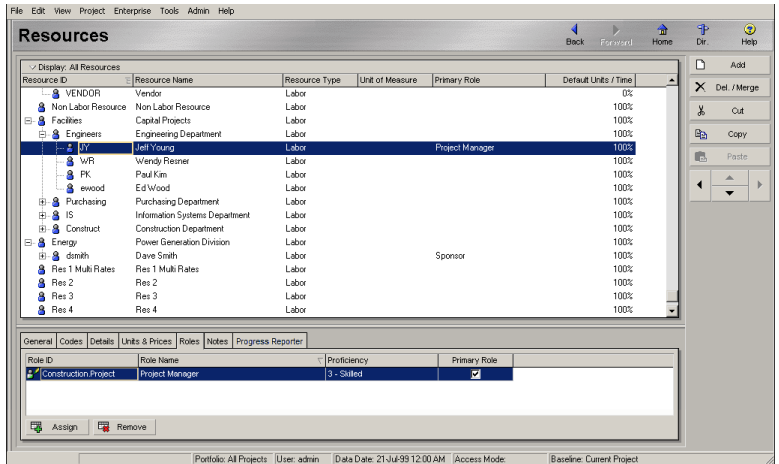 File Edit View Project Enterprise Tools Admin Help
Resources
Back Forward Home Dir. Help
Display: All Resources
Resource ID Resource Name Resource Type Unit of Measure Primary Role Default Units / Time
VENDOR Vendor Labor 0%
Non Labor Resource Non Labor Resource Labor 100%
Facilities Capital Projects Labor 100%
Engineers Engineering Department Labor 100%
JY Jeff Young Labor Project Manager 100%
WR Wendy Resner Labor 100%
PK Paul Kim Labor 100%
ewood Ed Wood Labor 100%
Purchasing Purchasing Department Labor 100%
IS Information Systems Department Labor 100%
Construct Construction Department Labor 100%
Energy Power Generation Division Labor 100%
dsmith Dave Smith Labor Sponsor 100%
Res 1 Multi Rates Res 1 Multi Rates Labor 100%
Res 2 Res 2 Labor 100%
Res 3 Res 3 Labor 100%
Res 4 Res 4 Labor 100%
Add
Del. / Merge
Cut
Copy
Paste
General Codes Details Units & Prices Roles Notes Progress Reporter
Role ID Role Name Proficiency Primary Role
Construction.Project Project Manager 3 - Skilled
Assign Remove
Portfolio: All Projects User: admin Data Date: 21-Jul-99 12:00 AM Access Mode: Baseline: Current Project